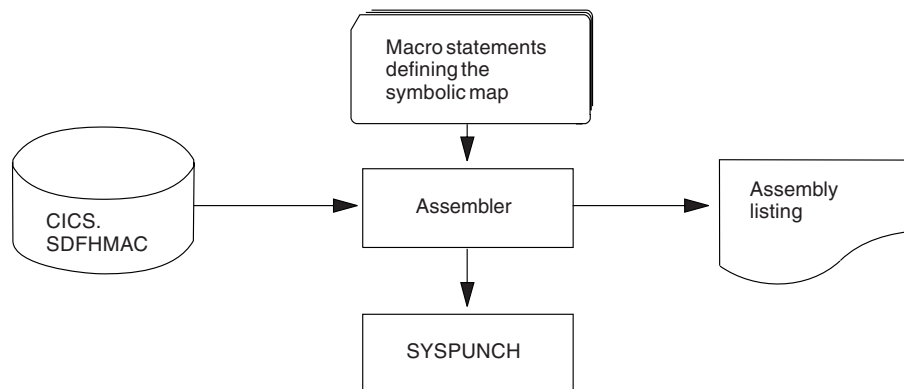 Macro statements
defining the
symbolic map
CICS.
SDFHMAC
Assembler
Assembly
listing
SYSPUNCH